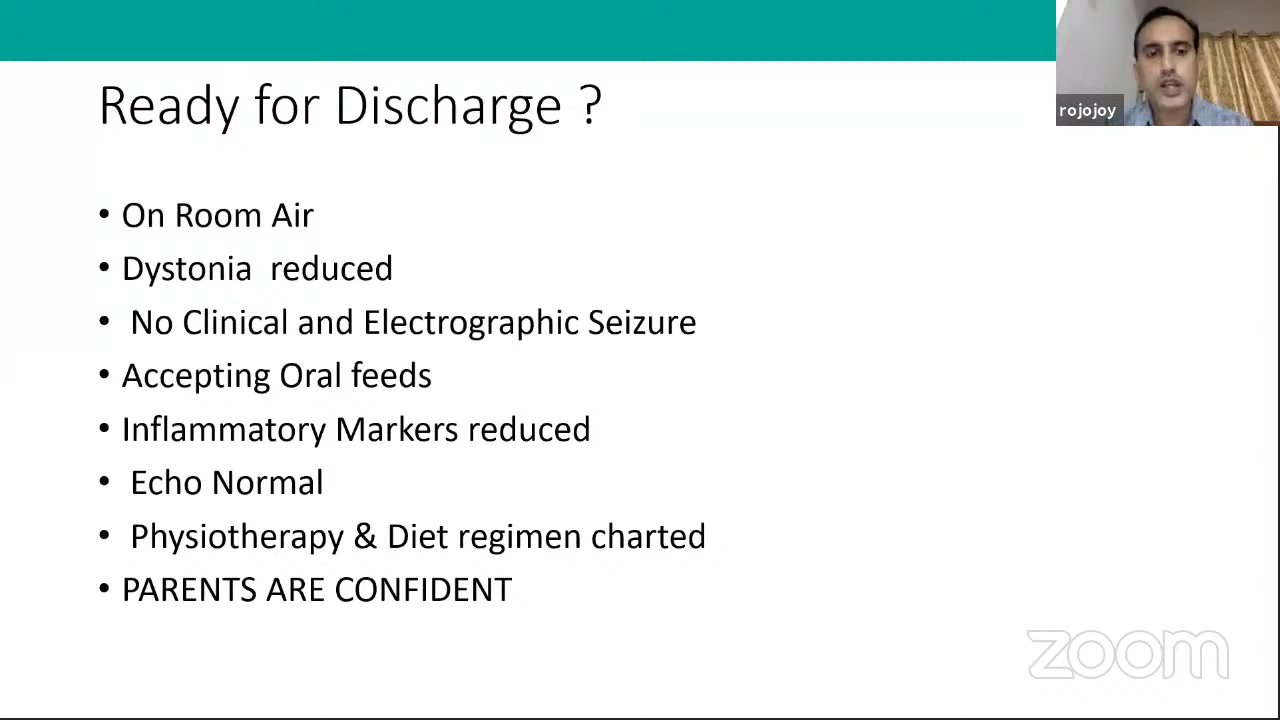 Ready for Discharge ?
rojojoy
• On Room Air
• Dystonia  reduced
•  No Clinical and Electrographic Seizure
• Accepting Oral feeds
• Inflammatory Markers reduced
•  Echo Normal
•  Physiotherapy & Diet regimen charted
• PARENTS ARE CONFIDENT
zoom